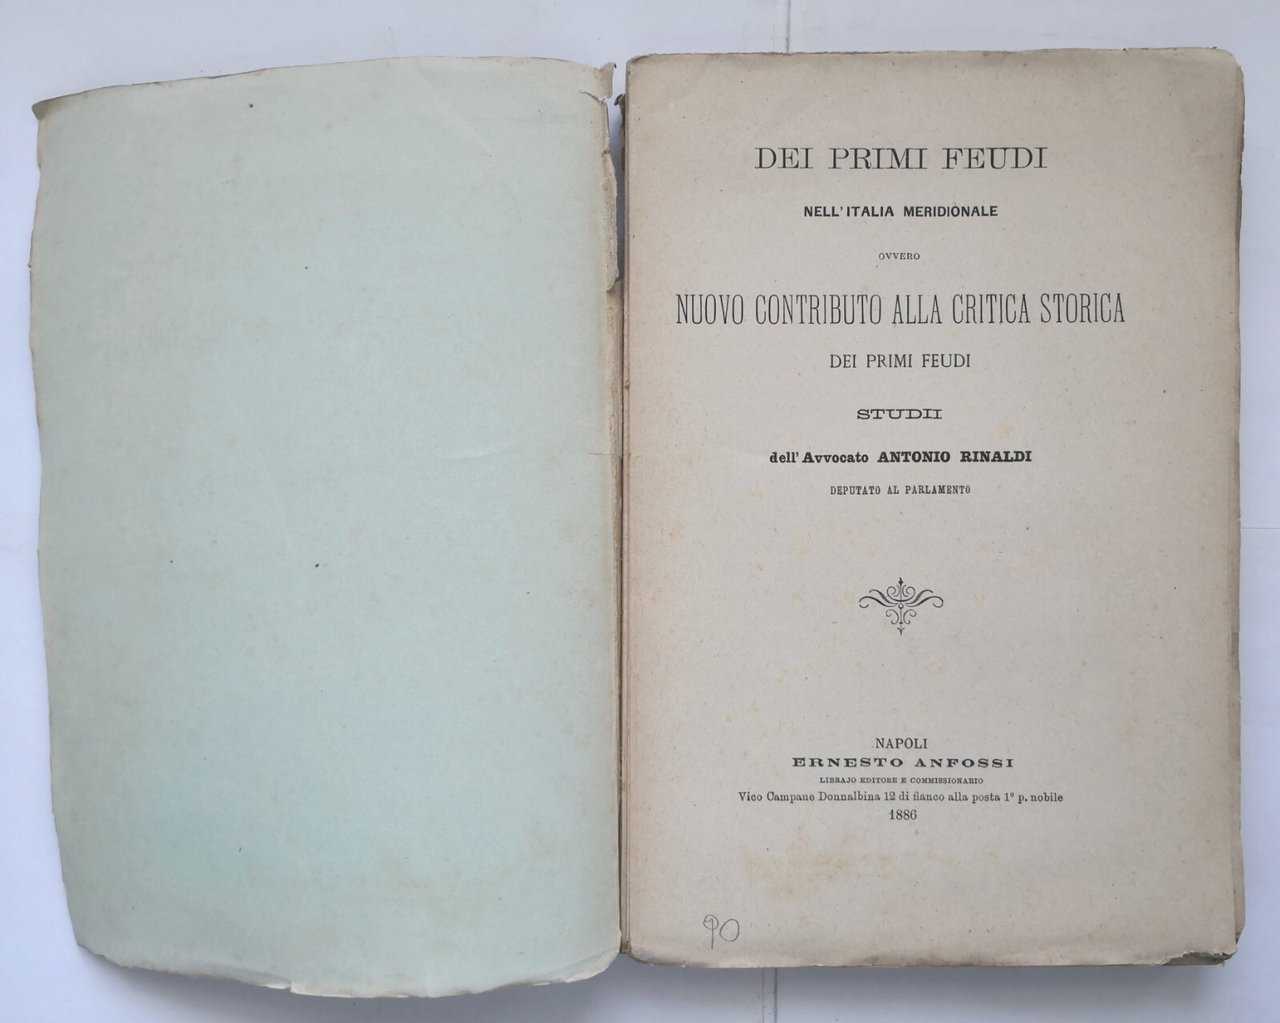 DEI PRIMI FEUDI
NELL'ITALIA MERIDIONALE
OVVERO
NUOVO CONTRIBUTO ALLA CRITICA STORICA
DEI PRIMI FEUDI
STUDII
dell'Avvocato ANTONIO RINALDI
DEPUTATO AL PARLAMENTO
NAPOLI
ERNESTO ANFOSSI
LIBRAJO EDITORE E COMMISSIONARIO
Vico Campane Donnalbina 12 di fianco alla posta 1° p. nobile
1886
90